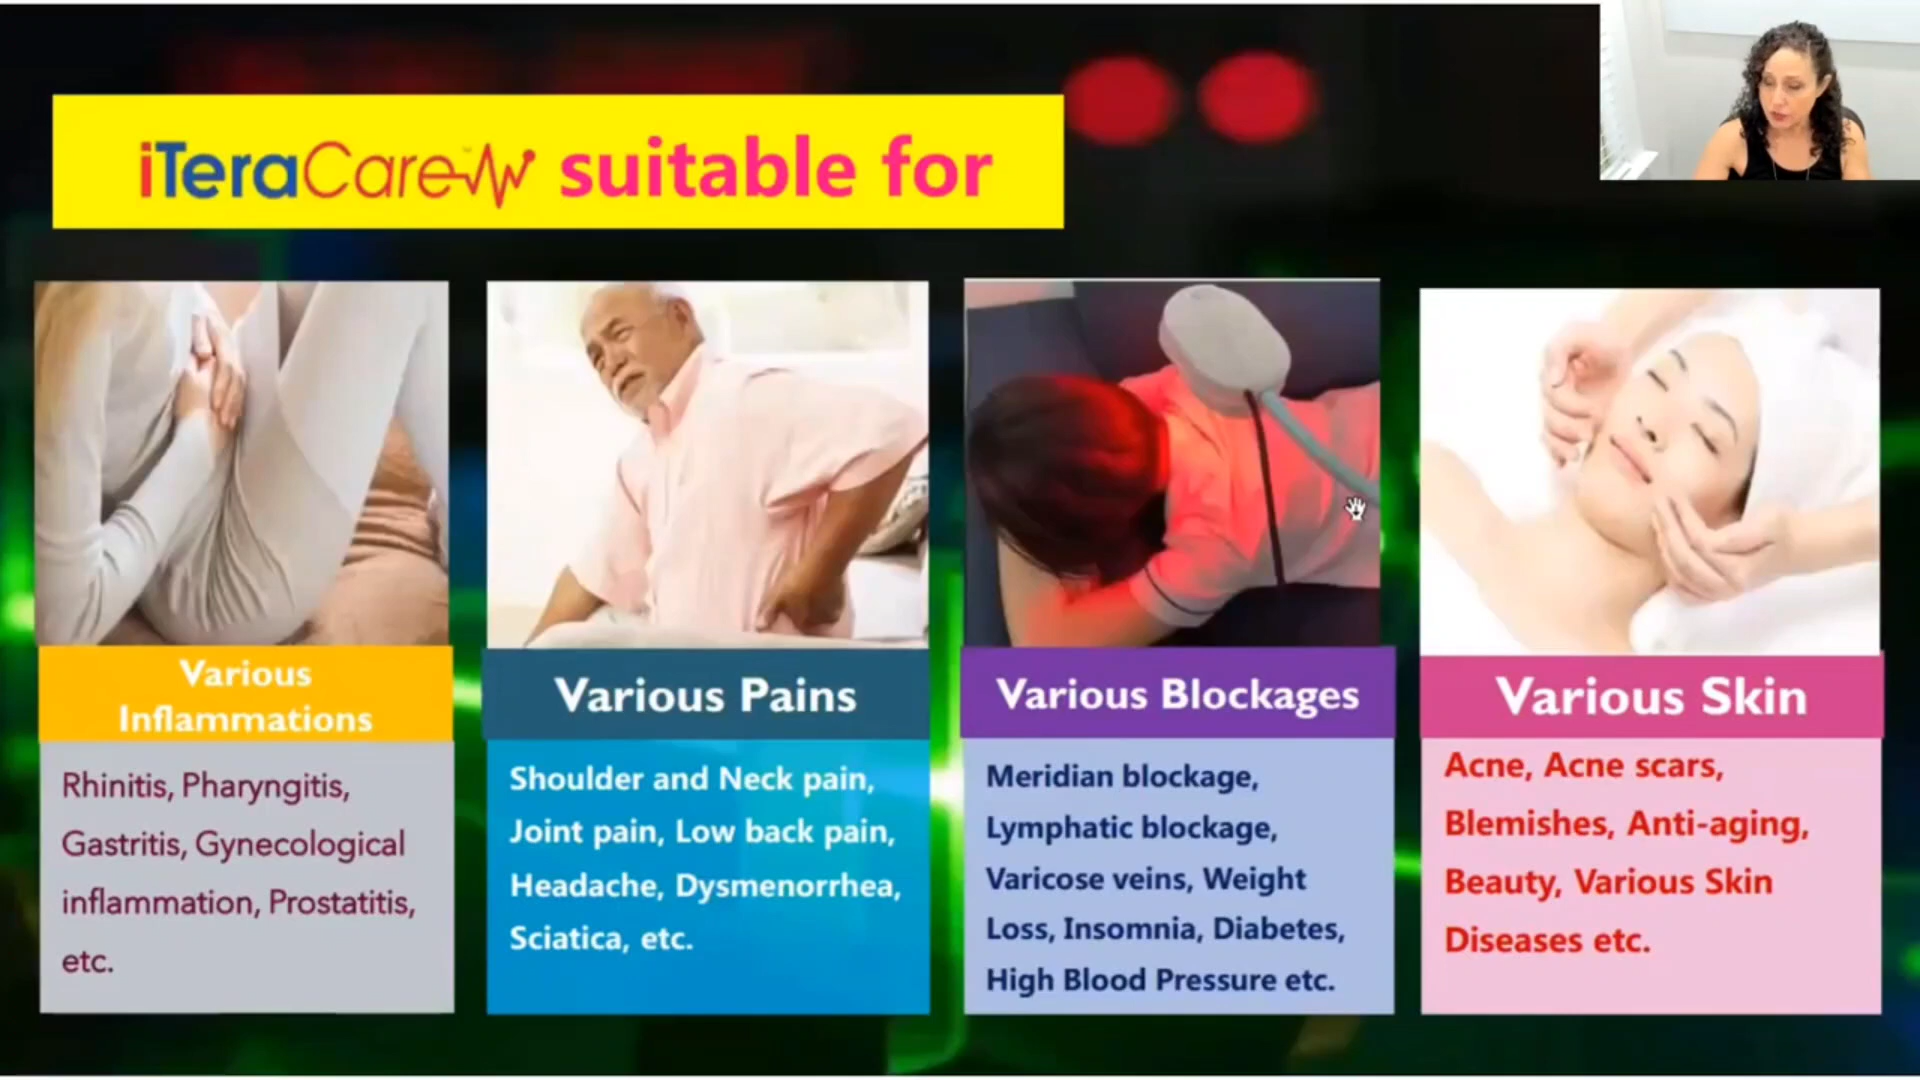 iTeraCare suitable for
Various
Inflammations
Rhinitis, Pharyngitis,
Gastritis, Gynecological
inflammation, Prostatitis,
etc.
Various Pains
Shoulder and Neck pain,
Joint pain, Low back pain,
Headache, Dysmenorrhea,
Sciatica, etc.
Various Blockages
Meridian blockage,
Lymphatic blockage,
Varicose veins, Weight
Loss, Insomnia, Diabetes,
High Blood Pressure etc.
Various Skin
Acne, Acne scars,
Blemishes, Anti-aging,
Beauty, Various Skin
Diseases etc.